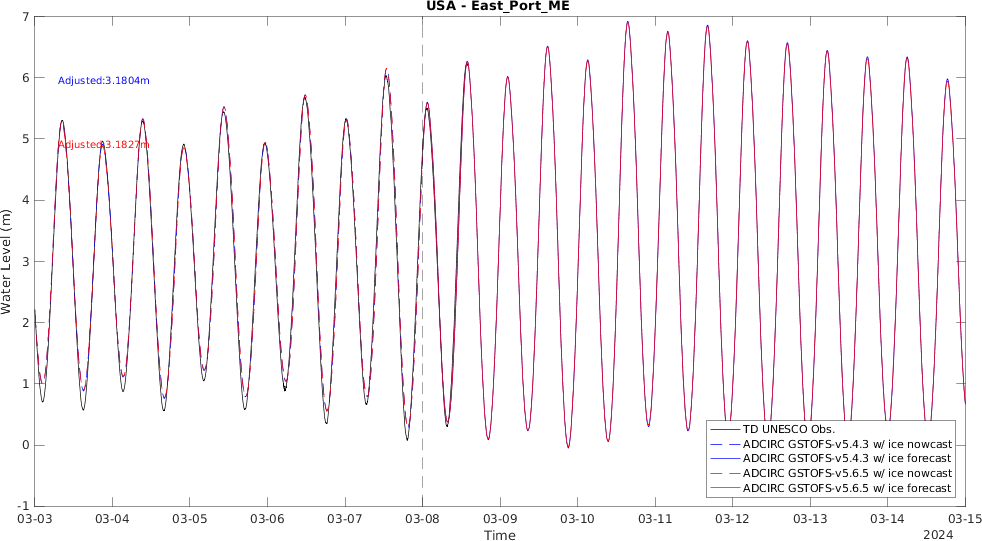 USA - East_Port_ME
7
6
5
4
3
2
1
0
-1
Water Level (m)
Adjusted:3.1804m
Adjusted:3.1827m
TD UNESCO Obs.
ADCIRC GSTOFS-v5.4.3 w/ ice nowcast
ADCIRC GSTOFS-v5.4.3 w/ ice forecast
ADCIRC GSTOFS-v5.6.5 w/ ice nowcast
ADCIRC GSTOFS-v5.6.5 w/ ice forecast
03-03 03-04 03-05 03-06 03-07 03-08 03-09 03-10 03-11 03-12 03-13 03-14 03-15
Time
2024